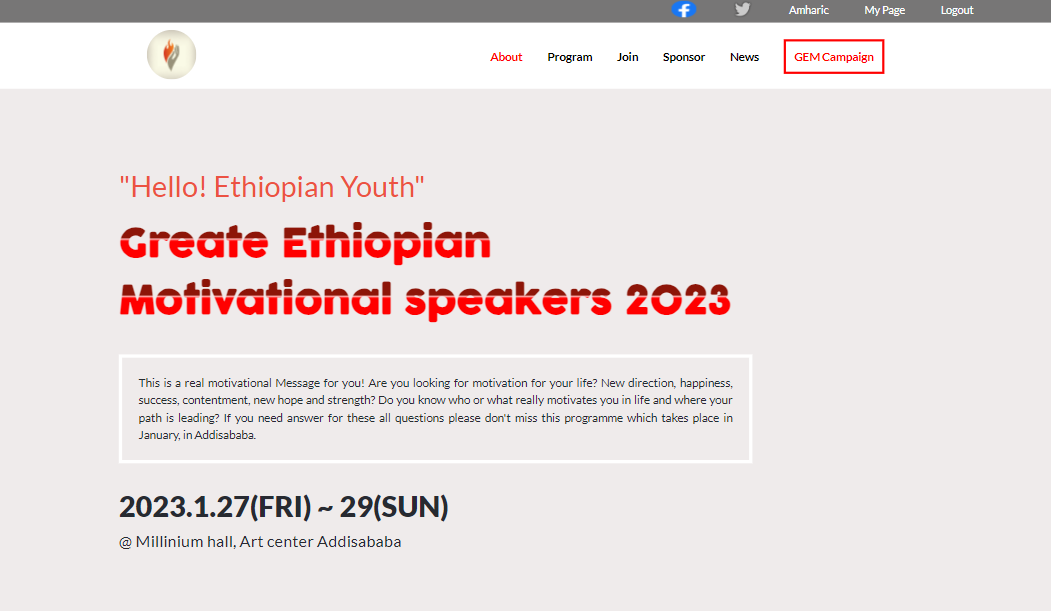 Amharic My Page Logout
About Program Join Sponsor News GEM Campaign
"Hello! Ethiopian Youth"
Greate Ethiopian
Motivational speakers 2023
This is a real motivational Message for you! Are you looking for motivation for your life? New direction, happiness,
success, contentment, new hope and strength? Do you know who or what really motivates you in life and where your
path is leading? If you need answer for these all questions please don't miss this programme which takes place in
January, in Addisababa.
2023.1.27(FRI) ~ 29(SUN)
@ Millinium hall, Art center Addisababa